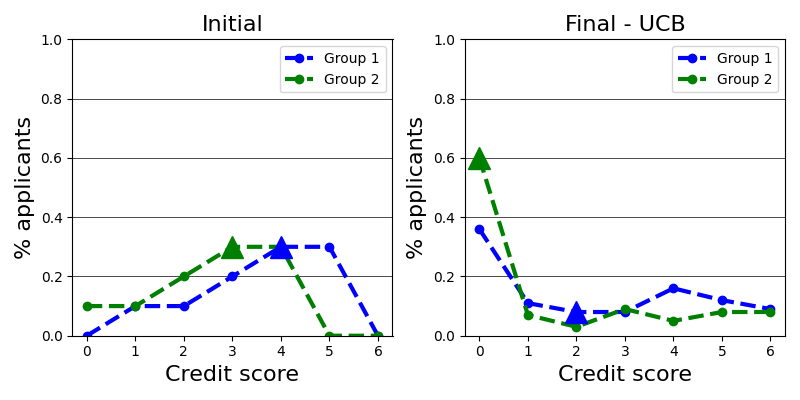 Initial
Final - UCB
% applicants
1.0
0.8
0.6
0.4
0.2
0.0
Group 1
Group 2
0 1 2 3 4 5 6
Credit score
% applicants
1.0
0.8
0.6
0.4
0.2
0.0
Group 1
Group 2
0 1 2 3 4 5 6
Credit score